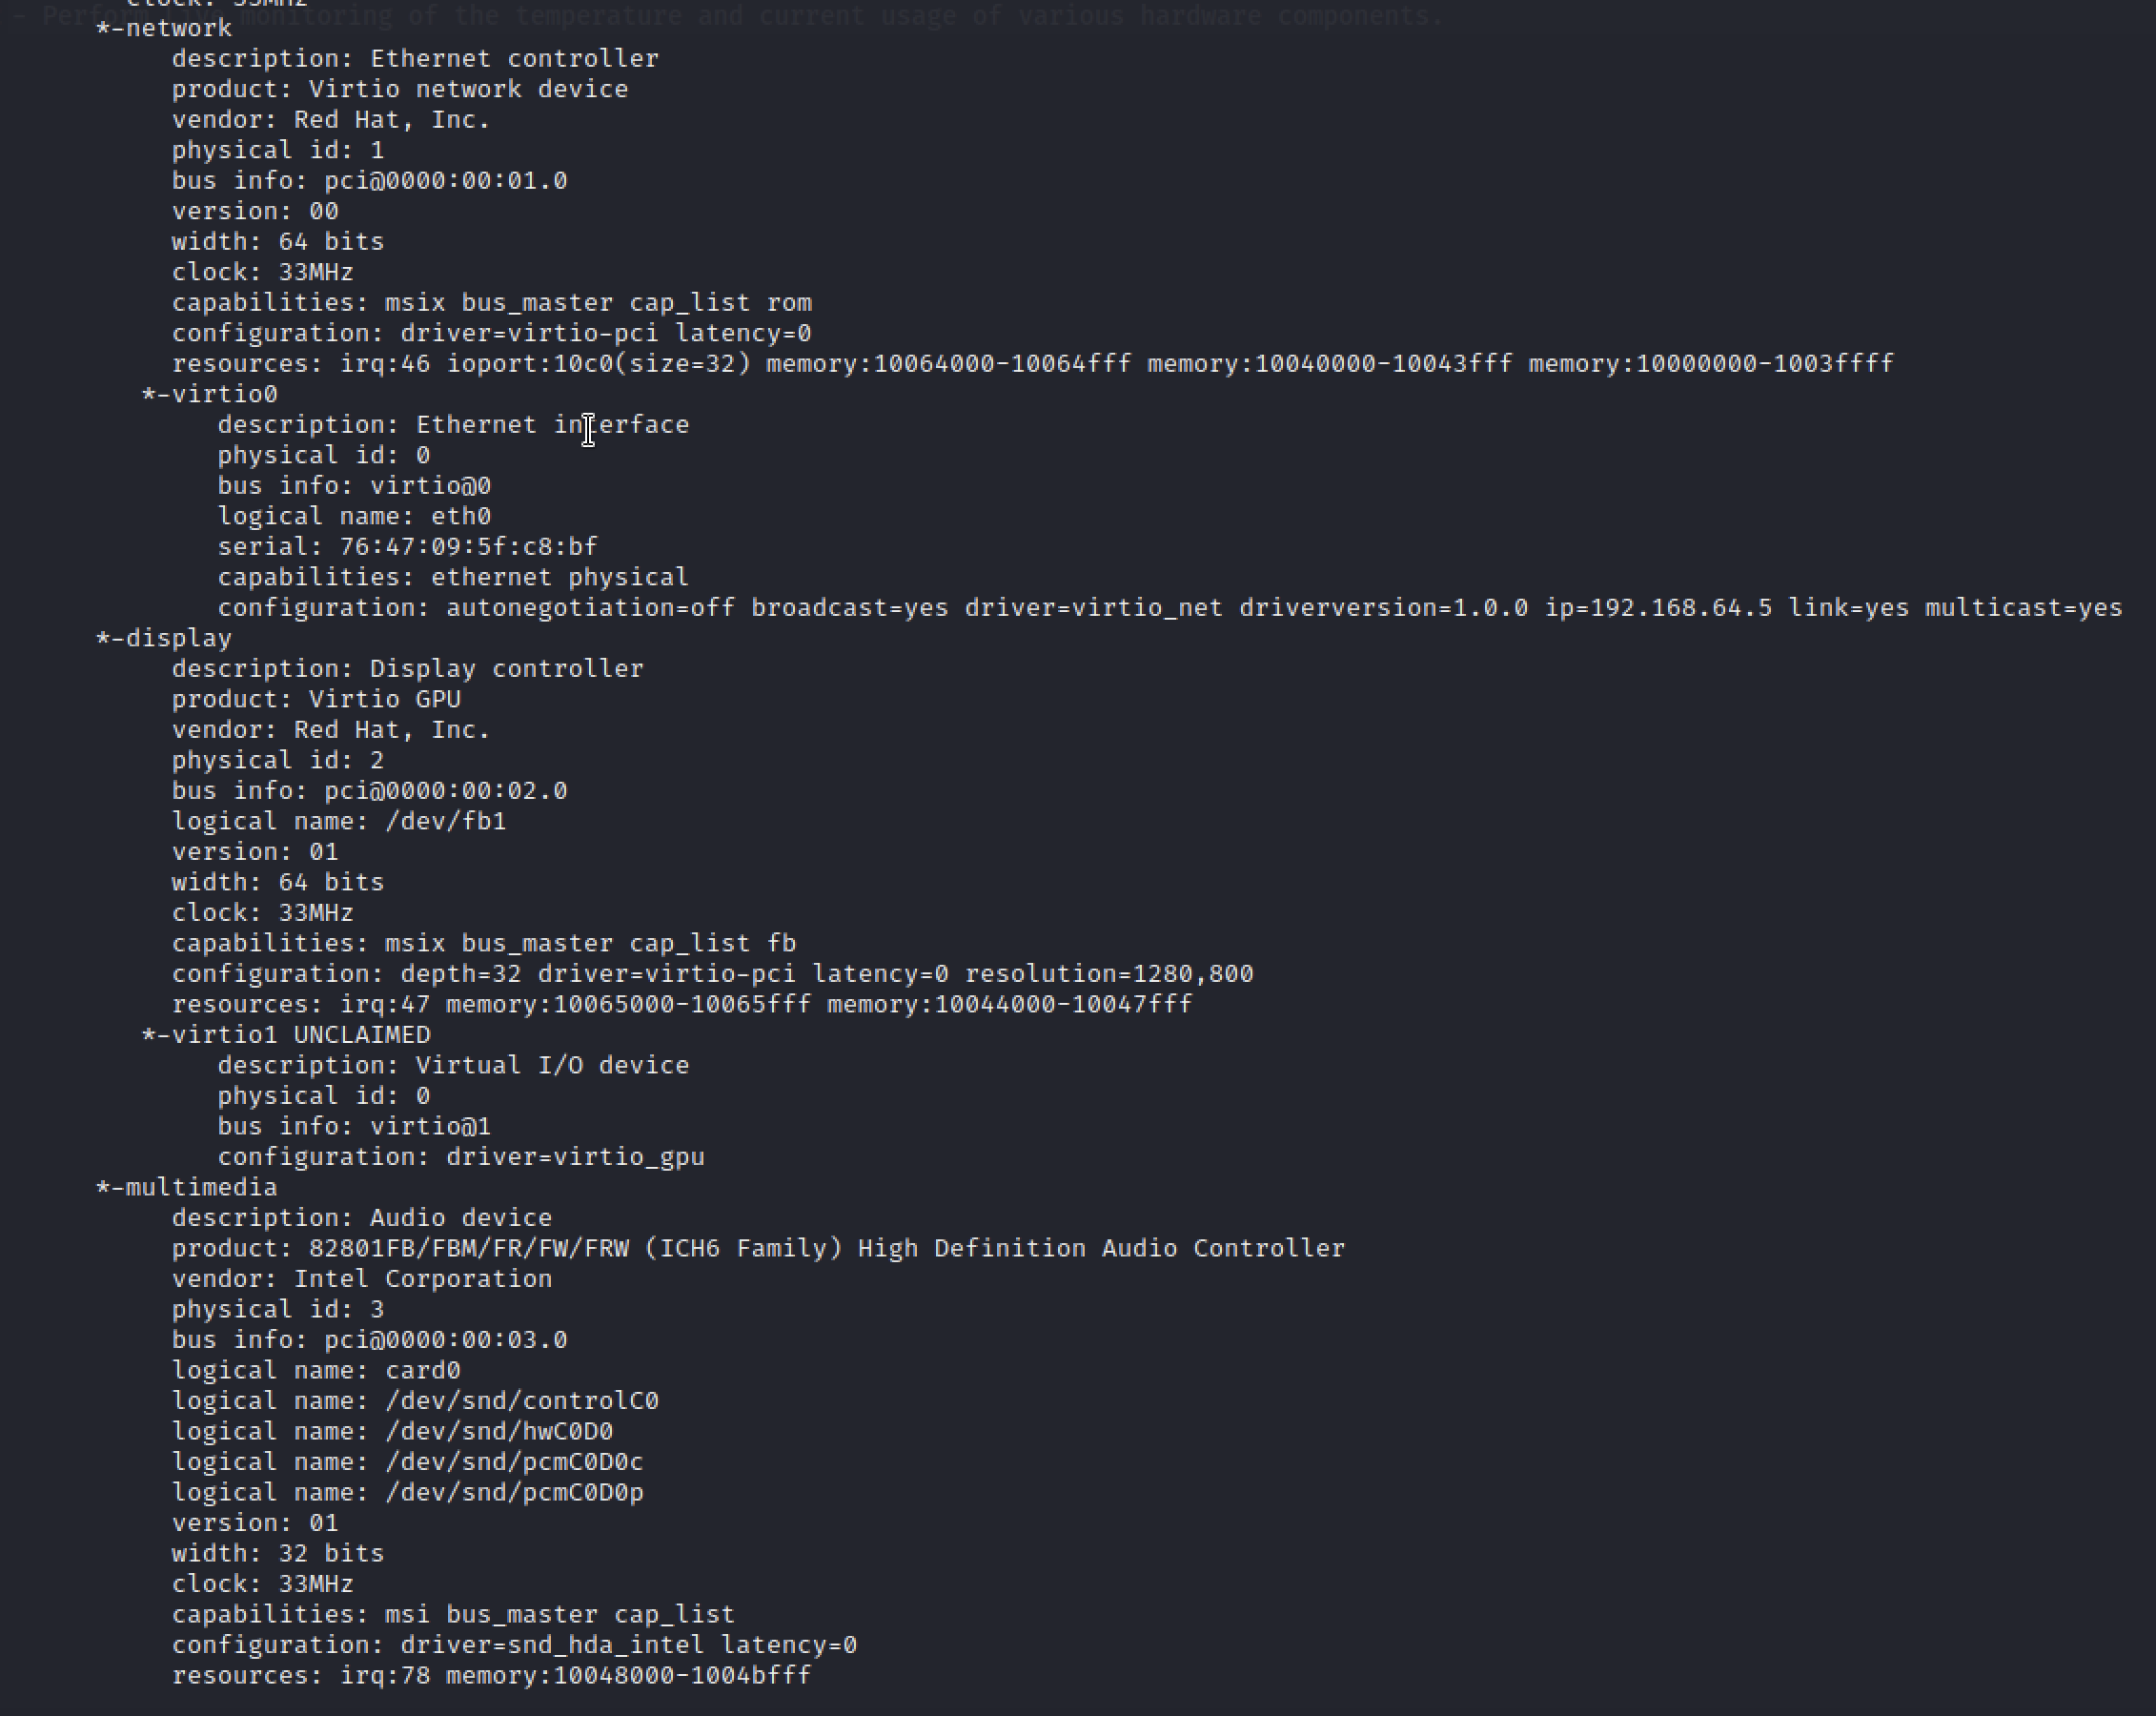 clock: 33MHz
- Perform monitoring of the temperature and current usage of various hardware components.
*-network
description: Ethernet controller
product: Virtio network device
vendor: Red Hat, Inc.
physical id: 1
bus info: pci@0000:00:01.0
version: 00
width: 64 bits
clock: 33MHz
capabilities: msix bus_master cap_list rom
configuration: driver=virtio-pci latency=0
resources: irq:46 ioport:10c0(size=32) memory:10064000-10064fff memory:10040000-10043fff memory:10000000-1003ffff
*-virtio0
description: Ethernet interface
physical id: 0
bus info: virtio@0
logical name: eth0
serial: 76:47:09:5f:c8:bf
capabilities: ethernet physical
configuration: autonegotiation=off broadcast=yes driver=virtio_net driverversion=1.0.0 ip=192.168.64.5 link=yes multicast=yes
*-display
description: Display controller
product: Virtio GPU
vendor: Red Hat, Inc.
physical id: 2
bus info: pci@0000:00:02.0
logical name: /dev/fb1
version: 01
width: 64 bits
clock: 33MHz
capabilities: msix bus_master cap_list fb
configuration: depth=32 driver=virtio-pci latency=0 resolution=1280,800
resources: irq:47 memory:10065000-10065fff memory:10044000-10047fff
*-virtio1 UNCLAIMED
description: Virtual I/O device
physical id: 0
bus info: virtio@1
configuration: driver=virtio_gpu
*-multimedia
description: Audio device
product: 82801FB/FBM/FR/FW/FRW (ICH6 Family) High Definition Audio Controller
vendor: Intel Corporation
physical id: 3
bus info: pci@0000:00:03.0
logical name: card0
logical name: /dev/snd/controlC0
logical name: /dev/snd/hwC0D0
logical name: /dev/snd/pcmC0D0c
logical name: /dev/snd/pcmC0D0p
version: 01
width: 32 bits
clock: 33MHz
capabilities: msi bus_master cap_list
configuration: driver=snd_hda_intel latency=0
resources: irq:78 memory:10048000-1004bfff